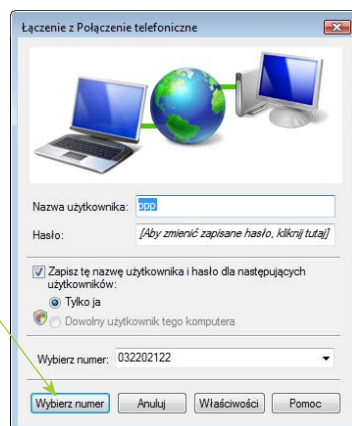 Łączenie z Połączenie telefoniczne
Nazwa użytkownika: ppp
Hasło: [Aby zmienić zapisane hasło, kliknij tutaj]
Zapisz tę nazwę użytkownika i hasło dla następujących
użytkowników:
Tylko ja
Dowolny użytkownik tego komputera
Wybierz numer: 032202122
Wybierz numer Anuluj Właściwości Pomoc